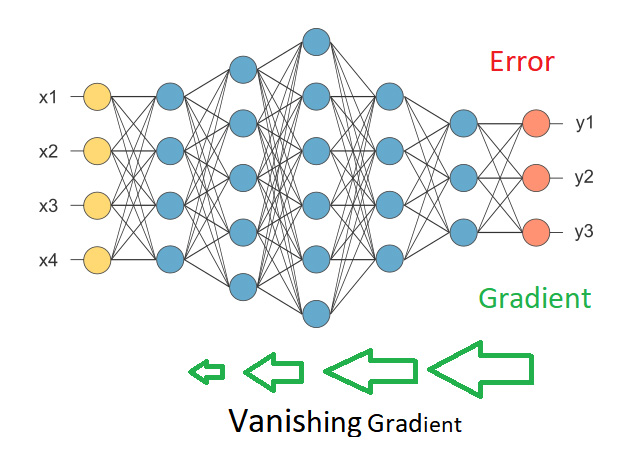 Error
x1
y1
x2
y2
x3
y3
x4
Gradient
Vanishing Gradient